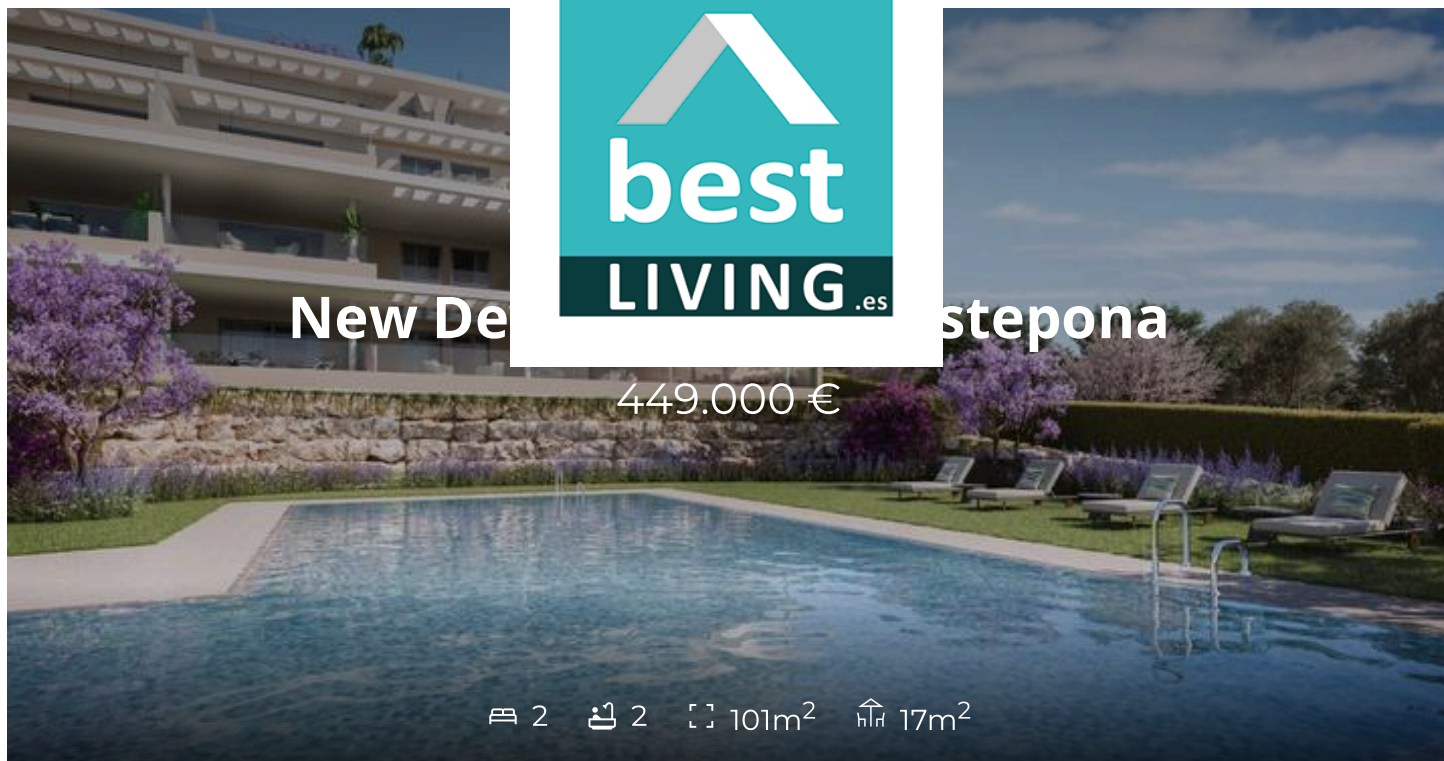 best
LIVING.es
New De stepona
449.000 €
2 2 101m² 17m²